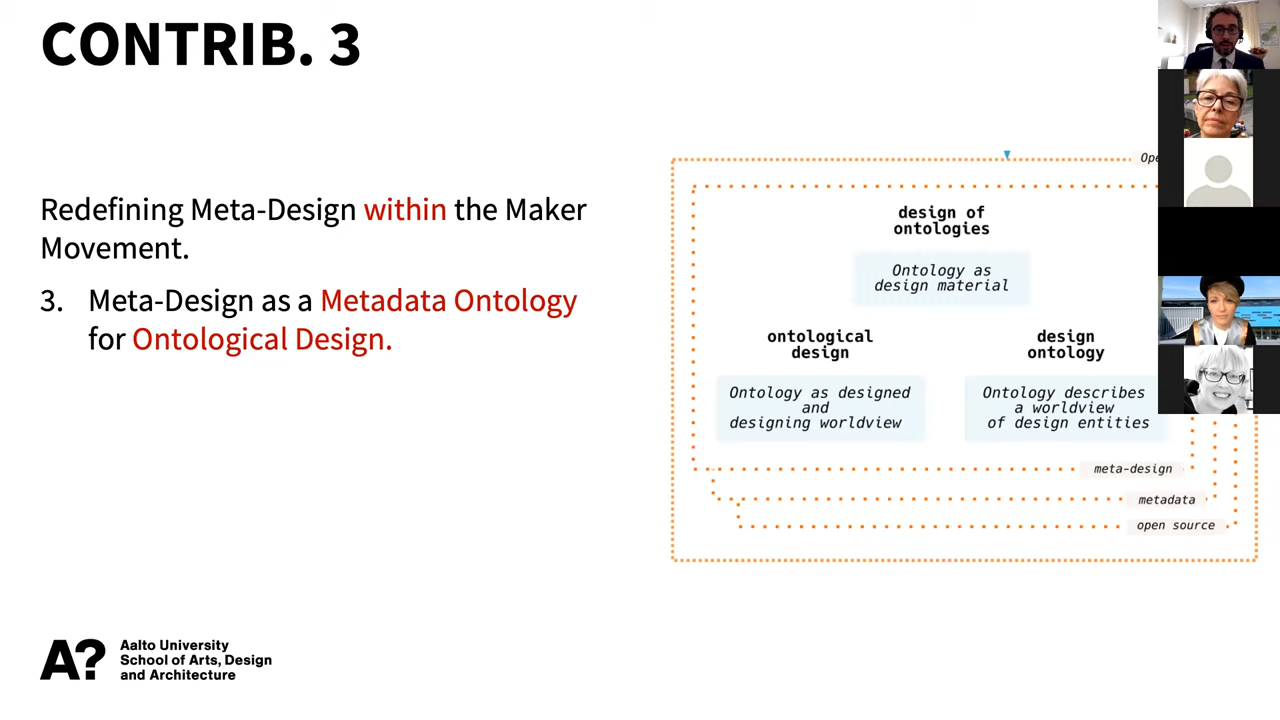 CONTRIB. 3
Redefining Meta-Design within the Maker
Movement.
3. Meta-Design as a Metadata Ontology
for Ontological Design.
design of
ontologies
Ontology as
design material
ontological
design
Ontology as designed
and
designing worldview
design
ontology
Ontology describes
a worldview
of design entities
meta-design
metadata
open source
A?
Aalto University
School of Arts, Design
and Architecture